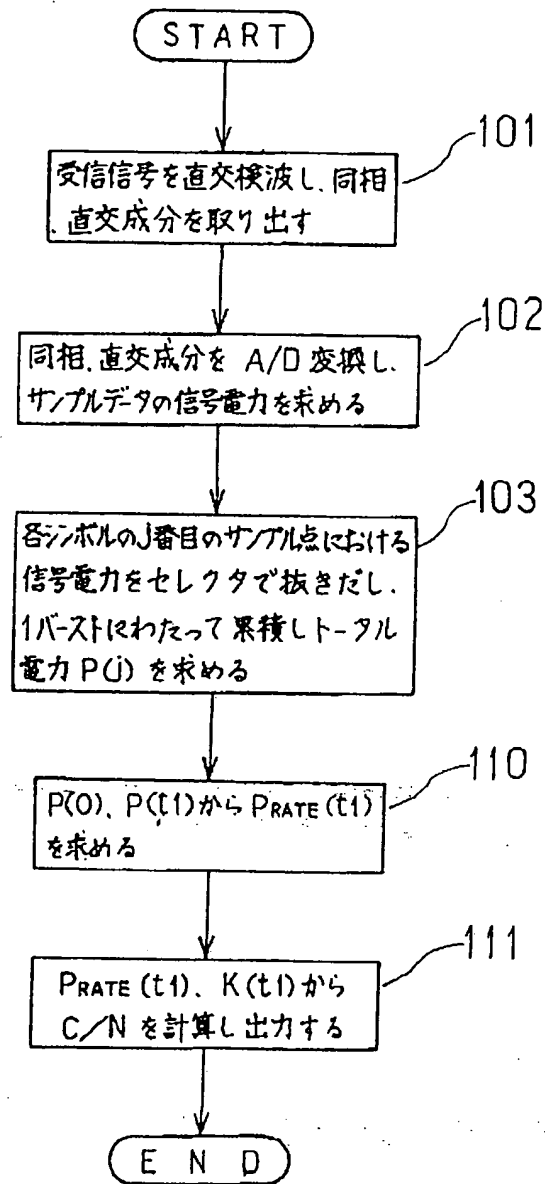 START
101
受信信号を直交検波し、同相
、直交成分を取り出す
102
同相、直交成分を A/D 変換し、
サンプルデータの信号電力を求める
103
各シンボルのJ番目のサンプル点における
信号電力をセレクタで抜きだし、
1バーストにわたって累積しトータル
電力 P(j) を求める
110
P(0)、P(t1)から PRATE(t1)
を求める
111
PRATE(t1)、K(t1)から
C/N を計算し出力する
END